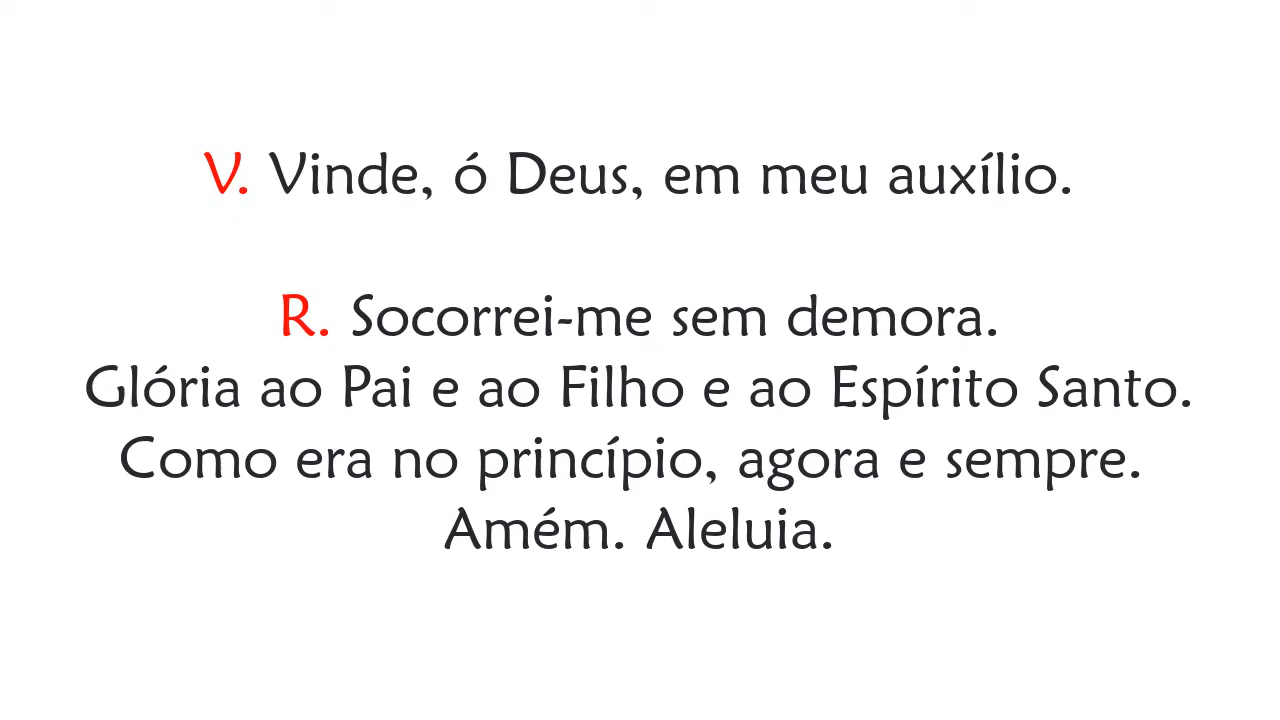 V. Vinde, ó Deus, em meu auxílio.
R. Socorrei-me sem demora.
Glória ao Pai e ao Filho e ao Espírito Santo.
Como era no princípio, agora e sempre.
Amém. Aleluia.